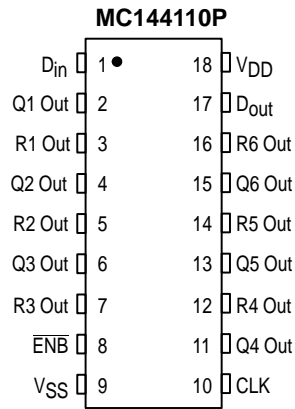 MC144110P
Din 1 18 VDD
Q1 Out 2 17 Dout
R1 Out 3 16 R6 Out
Q2 Out 4 15 Q6 Out
R2 Out 5 14 R5 Out
Q3 Out 6 13 Q5 Out
R3 Out 7 12 R4 Out
ENB 8 11 Q4 Out
VSS 9 10 CLK